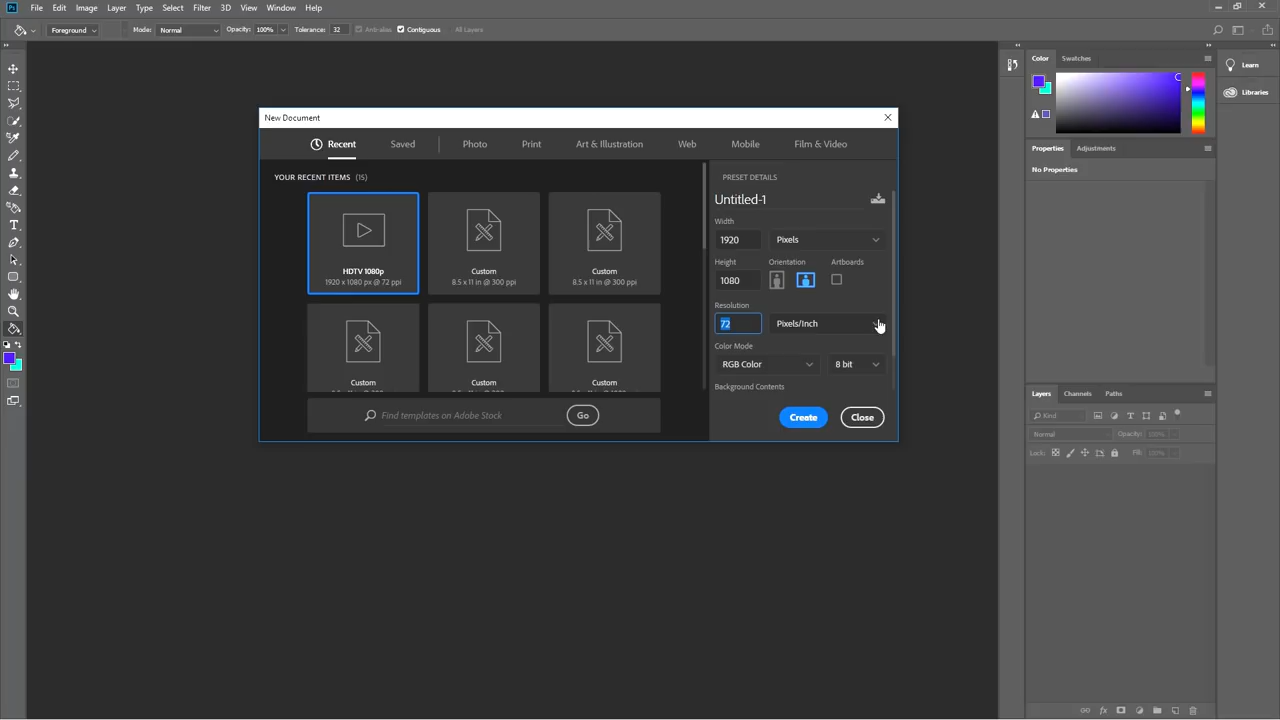 Ps File Edit Image Layer Type Select Filter 3D View Window Help
Foreground Mode: Normal Opacity: 100% Tolerance: 32 Anti-alias Contiguous All Layers
Color Swatches
Learn
Libraries
New Document
Recent Saved Photo Print Art & Illustration Web Mobile Film & Video
Properties Adjustments
No Properties
YOUR RECENT ITEMS (15)
HDTV 1080p
1920 x 1080 px @ 72 ppi
Custom
8.5 x 11 in @ 300 ppi
Custom
8.5 x 11 in @ 300 ppi
Custom
Custom
Custom
Find templates on Adobe Stock Go
PRESET DETAILS
Untitled-1
Width
1920 Pixels
Height Orientation Artboards
1080
Resolution
72 Pixels/Inch
Color Mode
RGB Color 8 bit
Background Contents
Create Close
Layers Channels Paths
Kind
Normal Opacity: 100%
Lock: Fill: 100%
T
T
fx